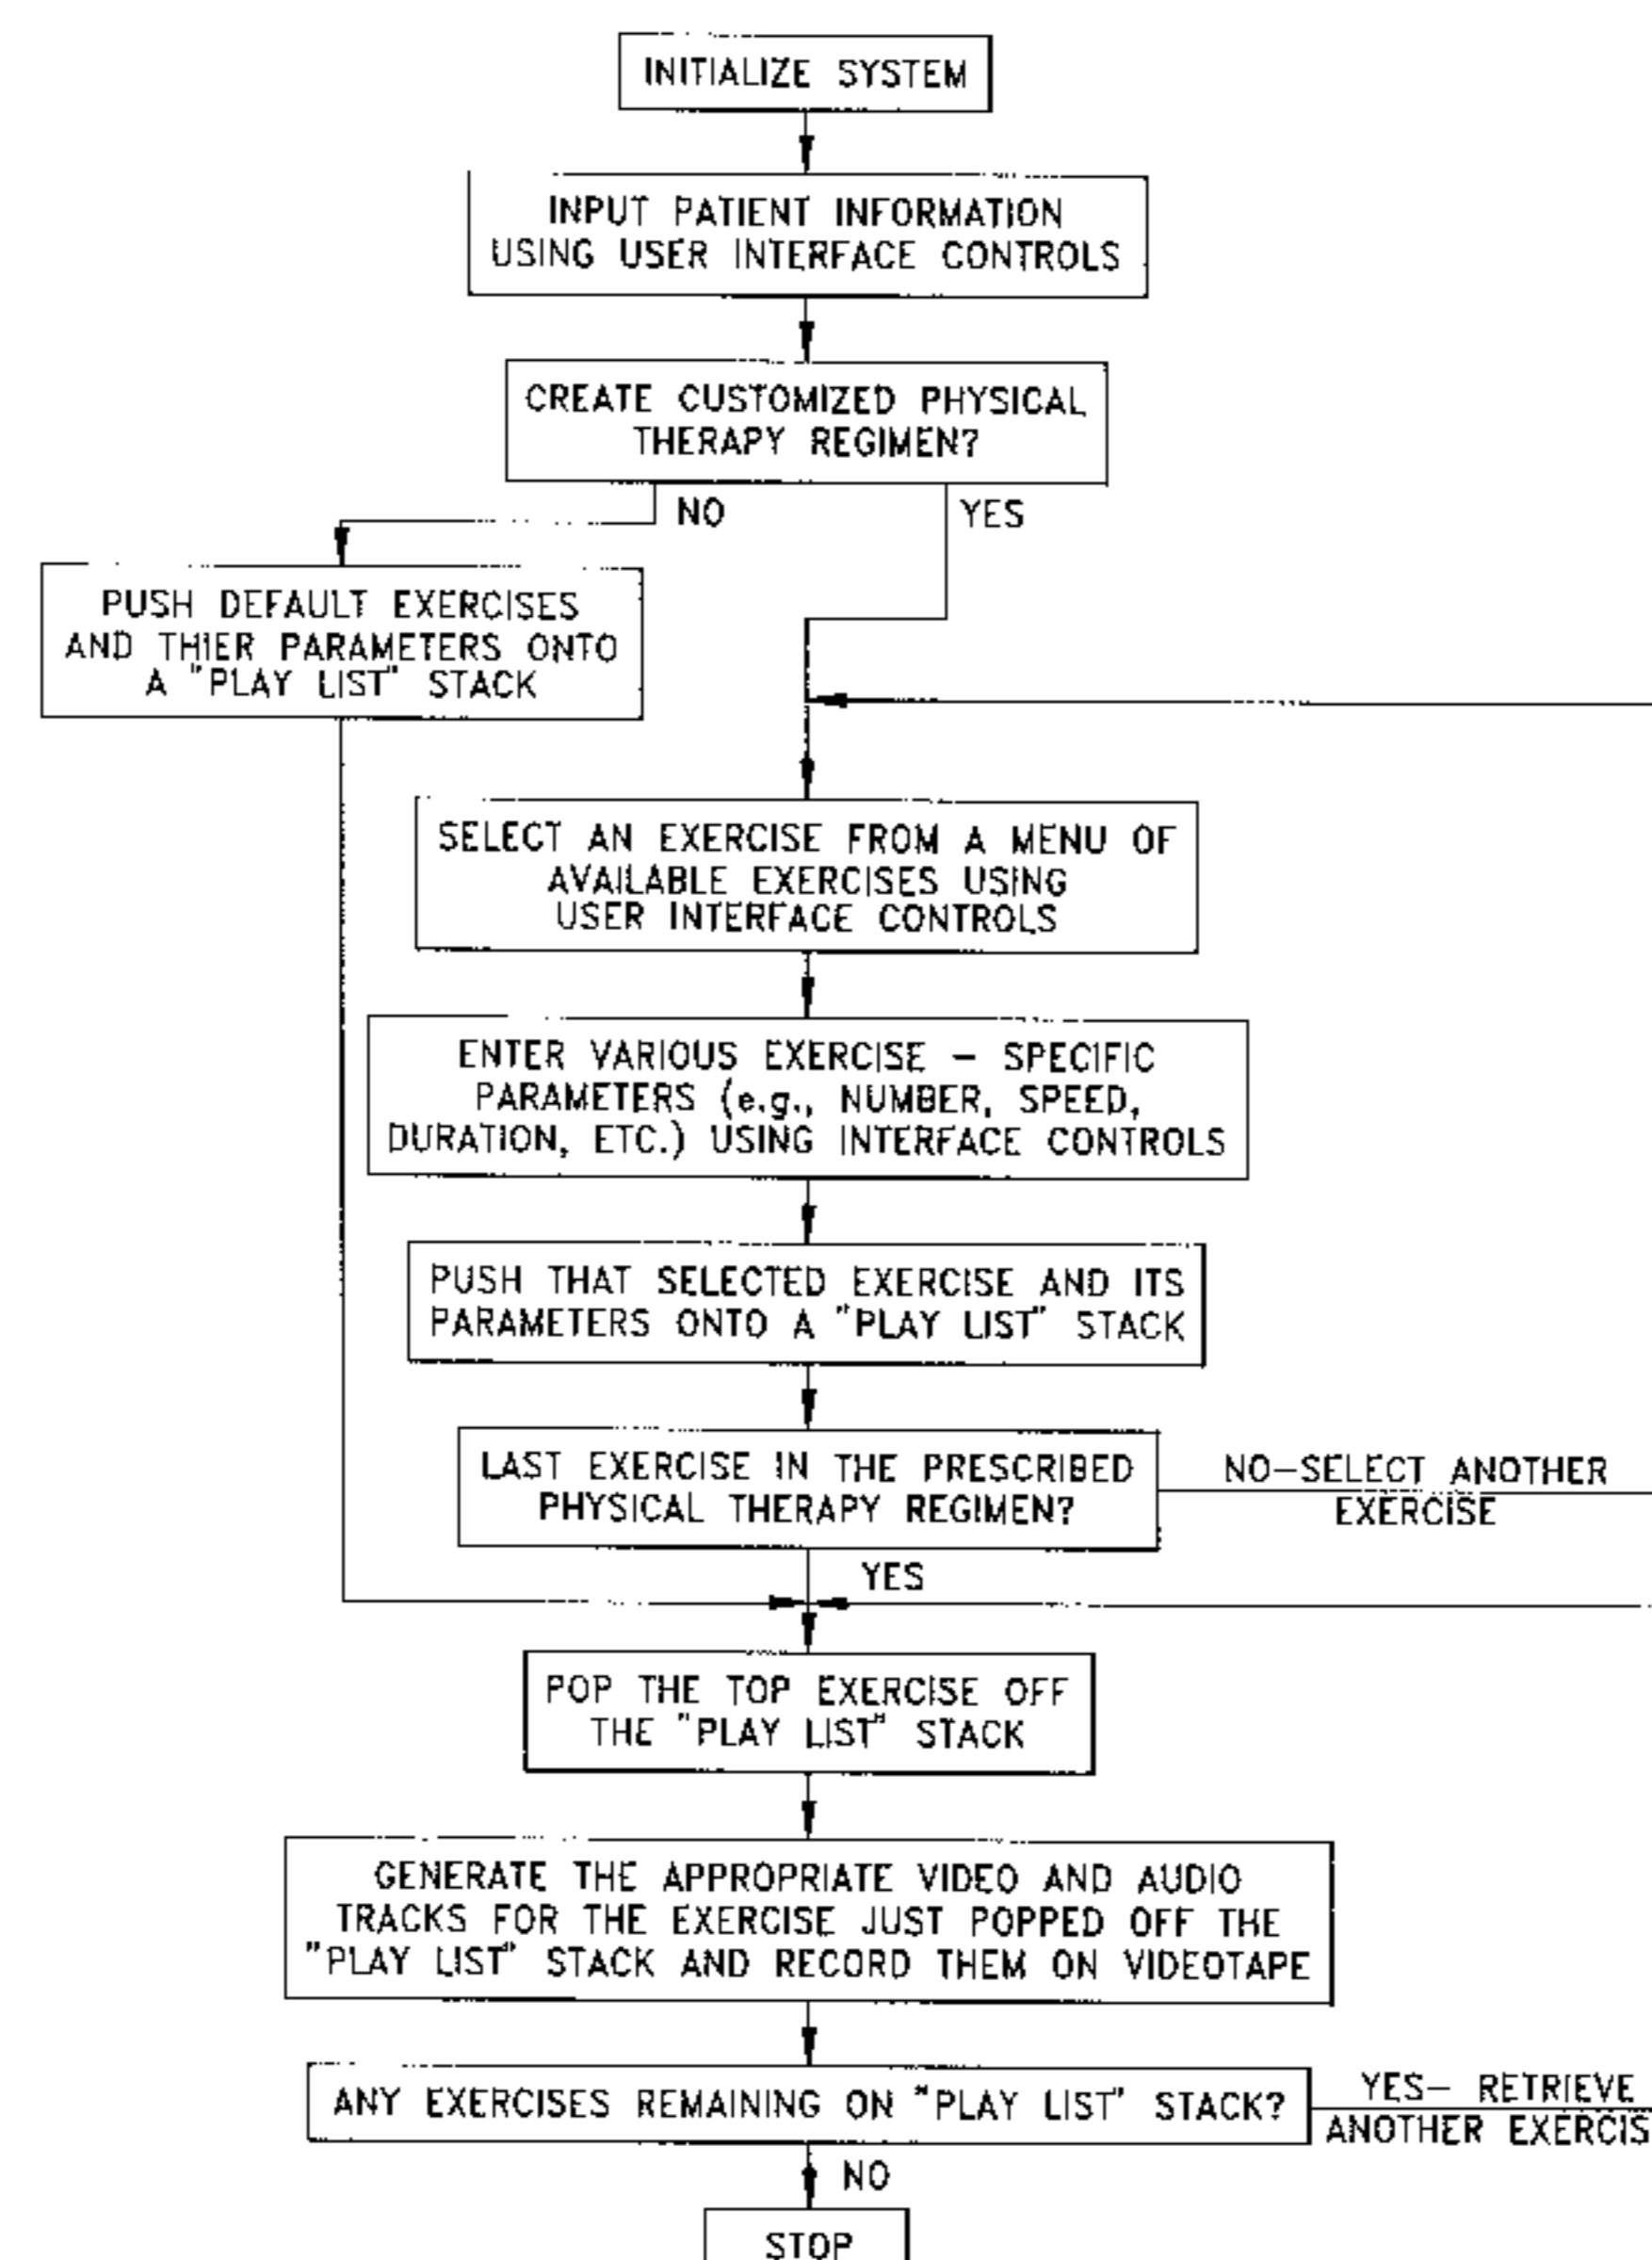 INITIALIZE SYSTEM
INPUT PATIENT INFORMATION
USING USER INTERFACE CONTROLS
CREATE CUSTOMIZED PHYSICAL
THERAPY REGIMEN?
NO
YES
PUSH DEFAULT EXERCISES
AND THIER PARAMETERS ONTO
A "PLAY LIST" STACK
SELECT AN EXERCISE FROM A MENU OF
AVAILABLE EXERCISES USING
USER INTERFACE CONTROLS
ENTER VARIOUS EXERCISE - SPECIFIC
PARAMETERS (e.g., NUMBER, SPEED,
DURATION, ETC.) USING INTERFACE CONTROLS
PUSH THAT SELECTED EXERCISE AND ITS
PARAMETERS ONTO A "PLAY LIST" STACK
LAST EXERCISE IN THE PRESCRIBED
PHYSICAL THERAPY REGIMEN?
NO-SELECT ANOTHER
EXERCISE
YES
POP THE TOP EXERCISE OFF
THE "PLAY LIST" STACK
GENERATE THE APPROPRIATE VIDEO AND AUDIO
TRACKS FOR THE EXERCISE JUST POPPED OFF THE
"PLAY LIST" STACK AND RECORD THEM ON VIDEOTAPE
ANY EXERCISES REMAINING ON "PLAY LIST" STACK?
YES- RETRIEVE
ANOTHER EXERCIS
NO
STOP